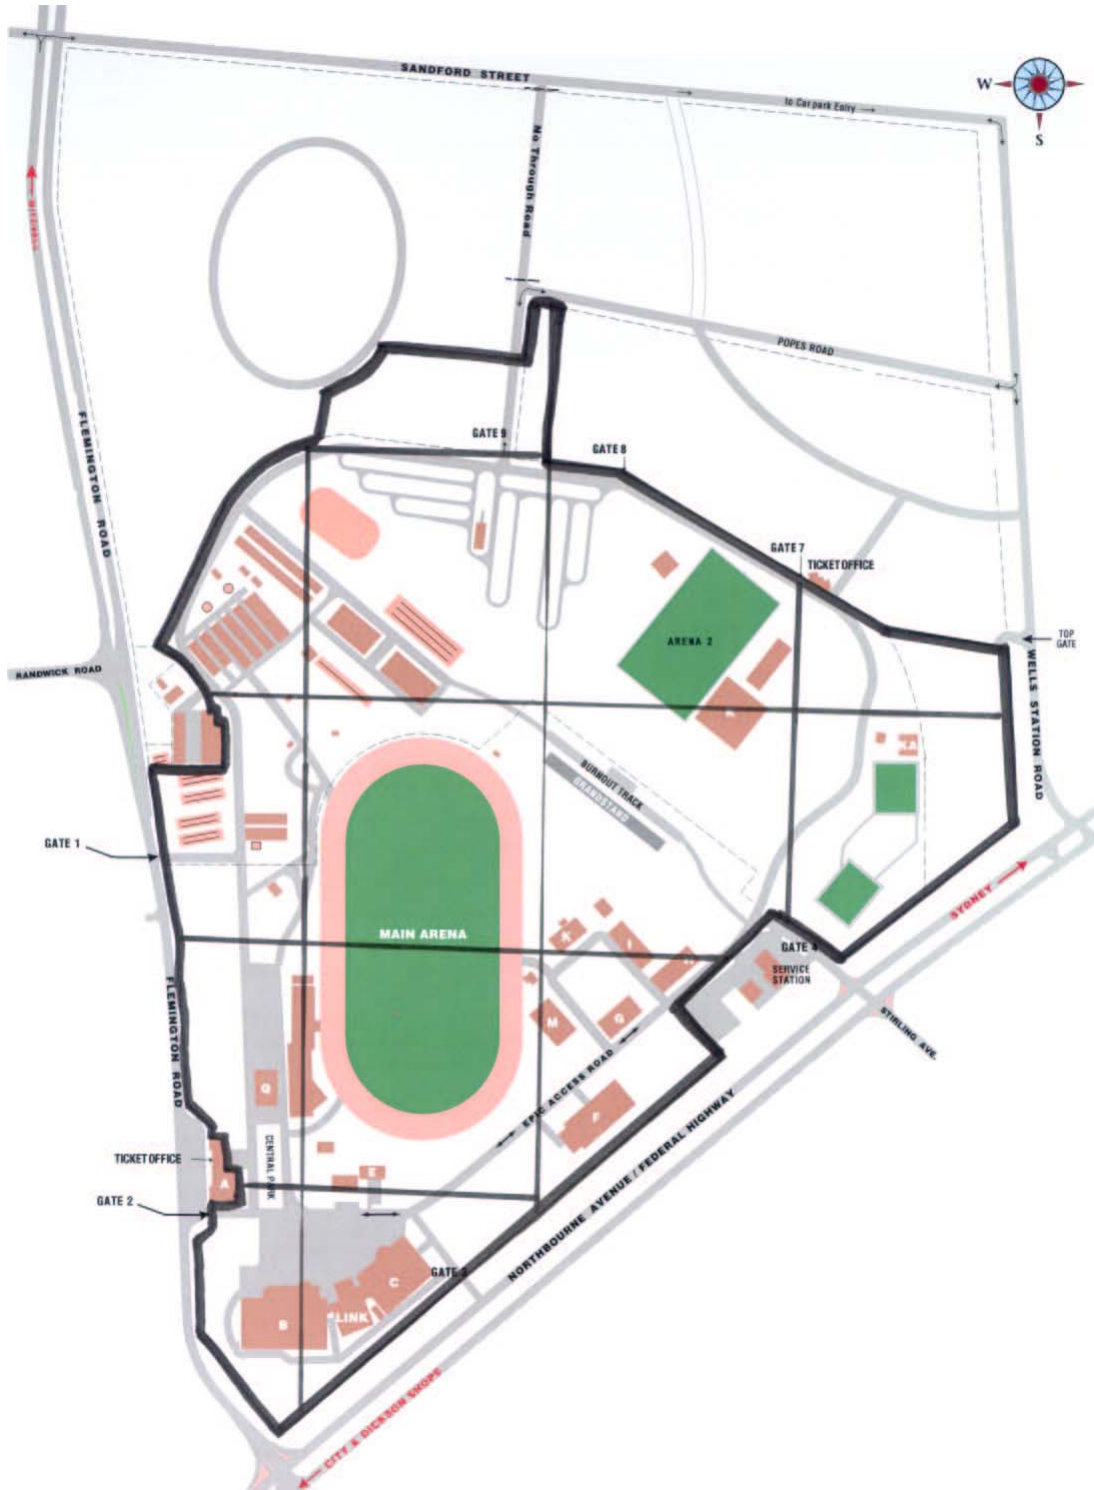 SANDFORD STREET
to Car park Entry
W
S
No Through Road
MITCHELL
POPES ROAD
FLEMINGTON ROAD
GATE 9
GATE 8
GATE 7
TICKET OFFICE
ARENA 2
TOP
GATE
RANDWICK ROAD
WELLS STATION ROAD
BURNOUT TRACK
GRANDSTAND
GATE 1
SYDNEY
MAIN ARENA
K
I
H
GATE 4
SERVICE
STATION
M
G
STIRLING AVE.
FLEMINGTON ROAD
EPIC ACCESS ROAD
F
Q
TICKET OFFICE
CENTRAL PARK
E
A
GATE 2
NORTHBOURNE AVENUE / FEDERAL HIGHWAY
GATE 3
C
LINK
B
CITY & DICKSON SHOPS